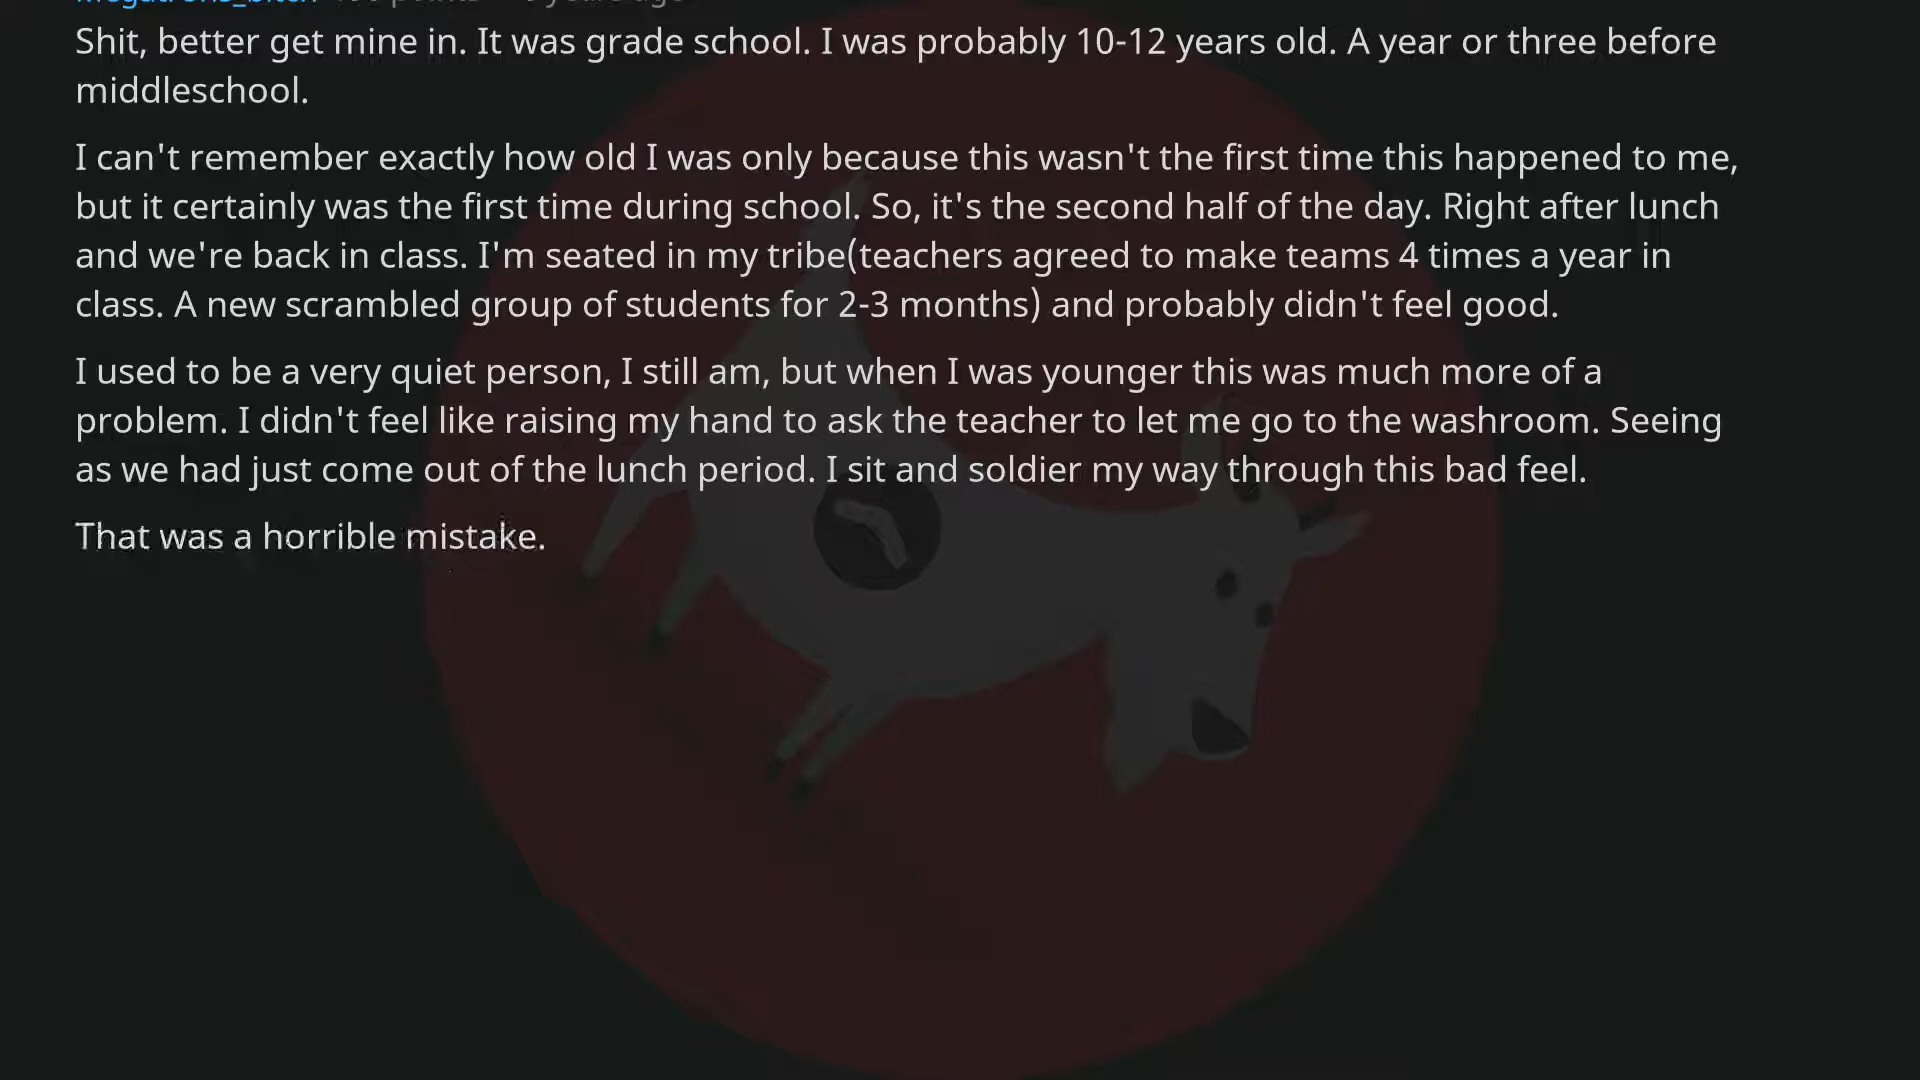 Shit, better get mine in. It was grade school. I was probably 10-12 years old. A year or three before
middleschool.
I can't remember exactly how old I was only because this wasn't the first time this happened to me,
but it certainly was the first time during school. So, it's the second half of the day. Right after lunch
and we're back in class. I'm seated in my tribe(teachers agreed to make teams 4 times a year in
class. A new scrambled group of students for 2-3 months) and probably didn't feel good.
I used to be a very quiet person, I still am, but when I was younger this was much more of a
problem. I didn't feel like raising my hand to ask the teacher to let me go to the washroom. Seeing
as we had just come out of the lunch period. I sit and soldier my way through this bad feel.
That was a horrible mistake.